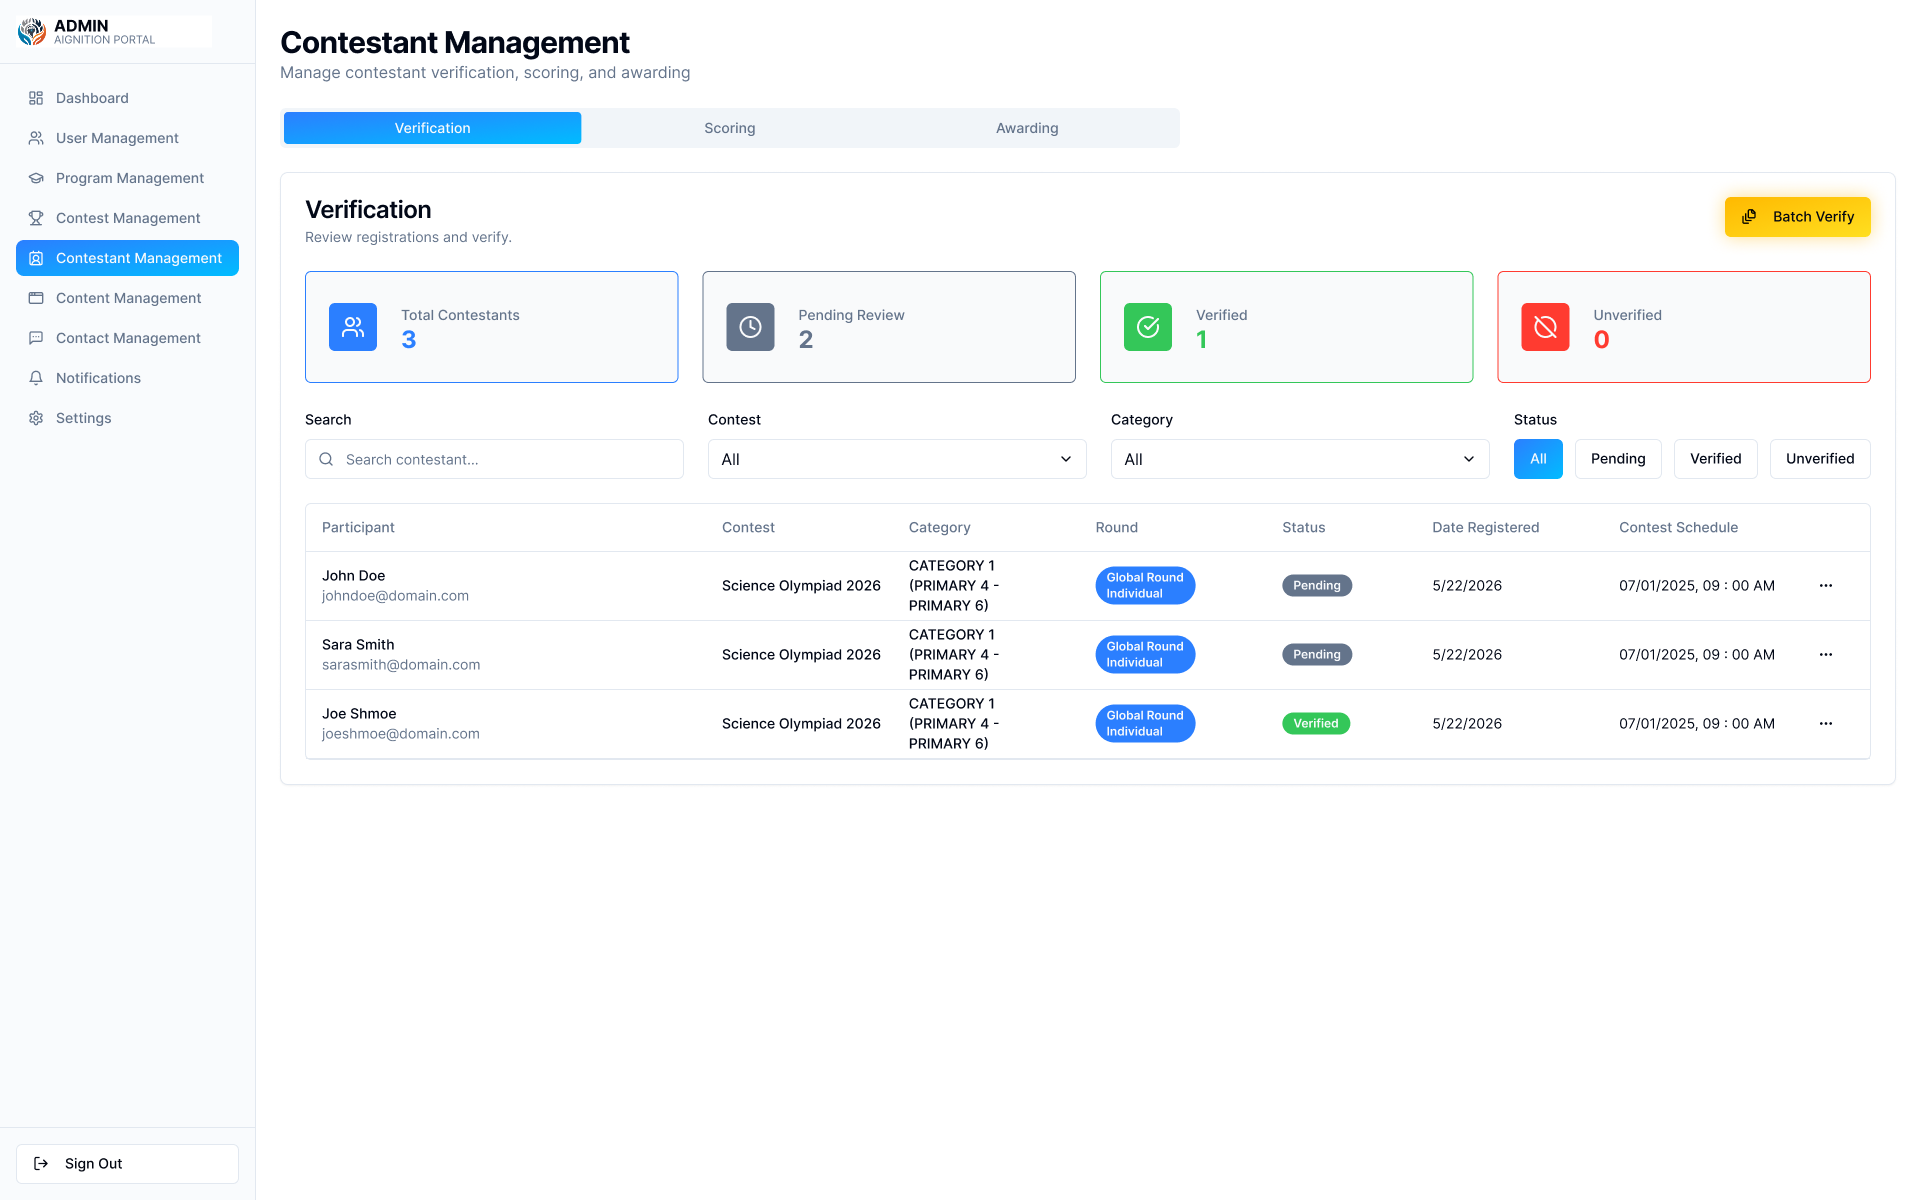 ADMIN
AIGNITION PORTAL
Dashboard
User Management
Program Management
Contest Management
Contestant Management
Content Management
Contact Management
Notifications
Settings
Sign Out
Contestant Management
Manage contestant verification, scoring, and awarding
Verification Scoring Awarding
Verification
Review registrations and verify.
Batch Verify
Total Contestants
3
Pending Review
2
Verified
1
Unverified
0
Search
Search contestant...
Contest
All
Category
All
Status
All Pending Verified Unverified
Participant Contest Category Round Status Date Registered Contest Schedule
John Doe
johndoe@domain.com
Science Olympiad 2026
CATEGORY 1
(PRIMARY 4 -
PRIMARY 6)
Global Round
Individual
Pending
5/22/2026
07/01/2025, 09 : 00 AM
Sara Smith
sarasmith@domain.com
Science Olympiad 2026
CATEGORY 1
(PRIMARY 4 -
PRIMARY 6)
Global Round
Individual
Pending
5/22/2026
07/01/2025, 09 : 00 AM
Joe Shmoe
joeshmoe@domain.com
Science Olympiad 2026
CATEGORY 1
(PRIMARY 4 -
PRIMARY 6)
Global Round
Individual
Verified
5/22/2026
07/01/2025, 09 : 00 AM